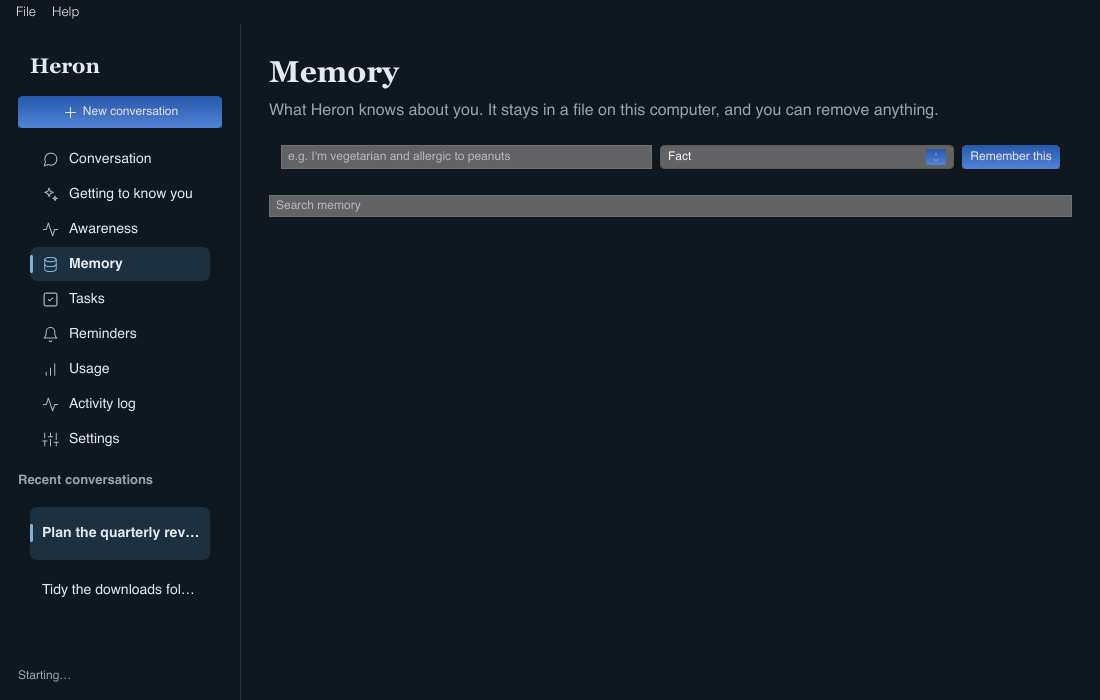 File Help
Heron
New conversation
Conversation
Getting to know you
Awareness
Memory
Tasks
Reminders
Usage
Activity log
Settings
Recent conversations
Plan the quarterly rev…
Tidy the downloads fol…
Starting…
Memory
What Heron knows about you. It stays in a file on this computer, and you can remove anything.
e.g. I'm vegetarian and allergic to peanuts
Fact
Remember this
Search memory